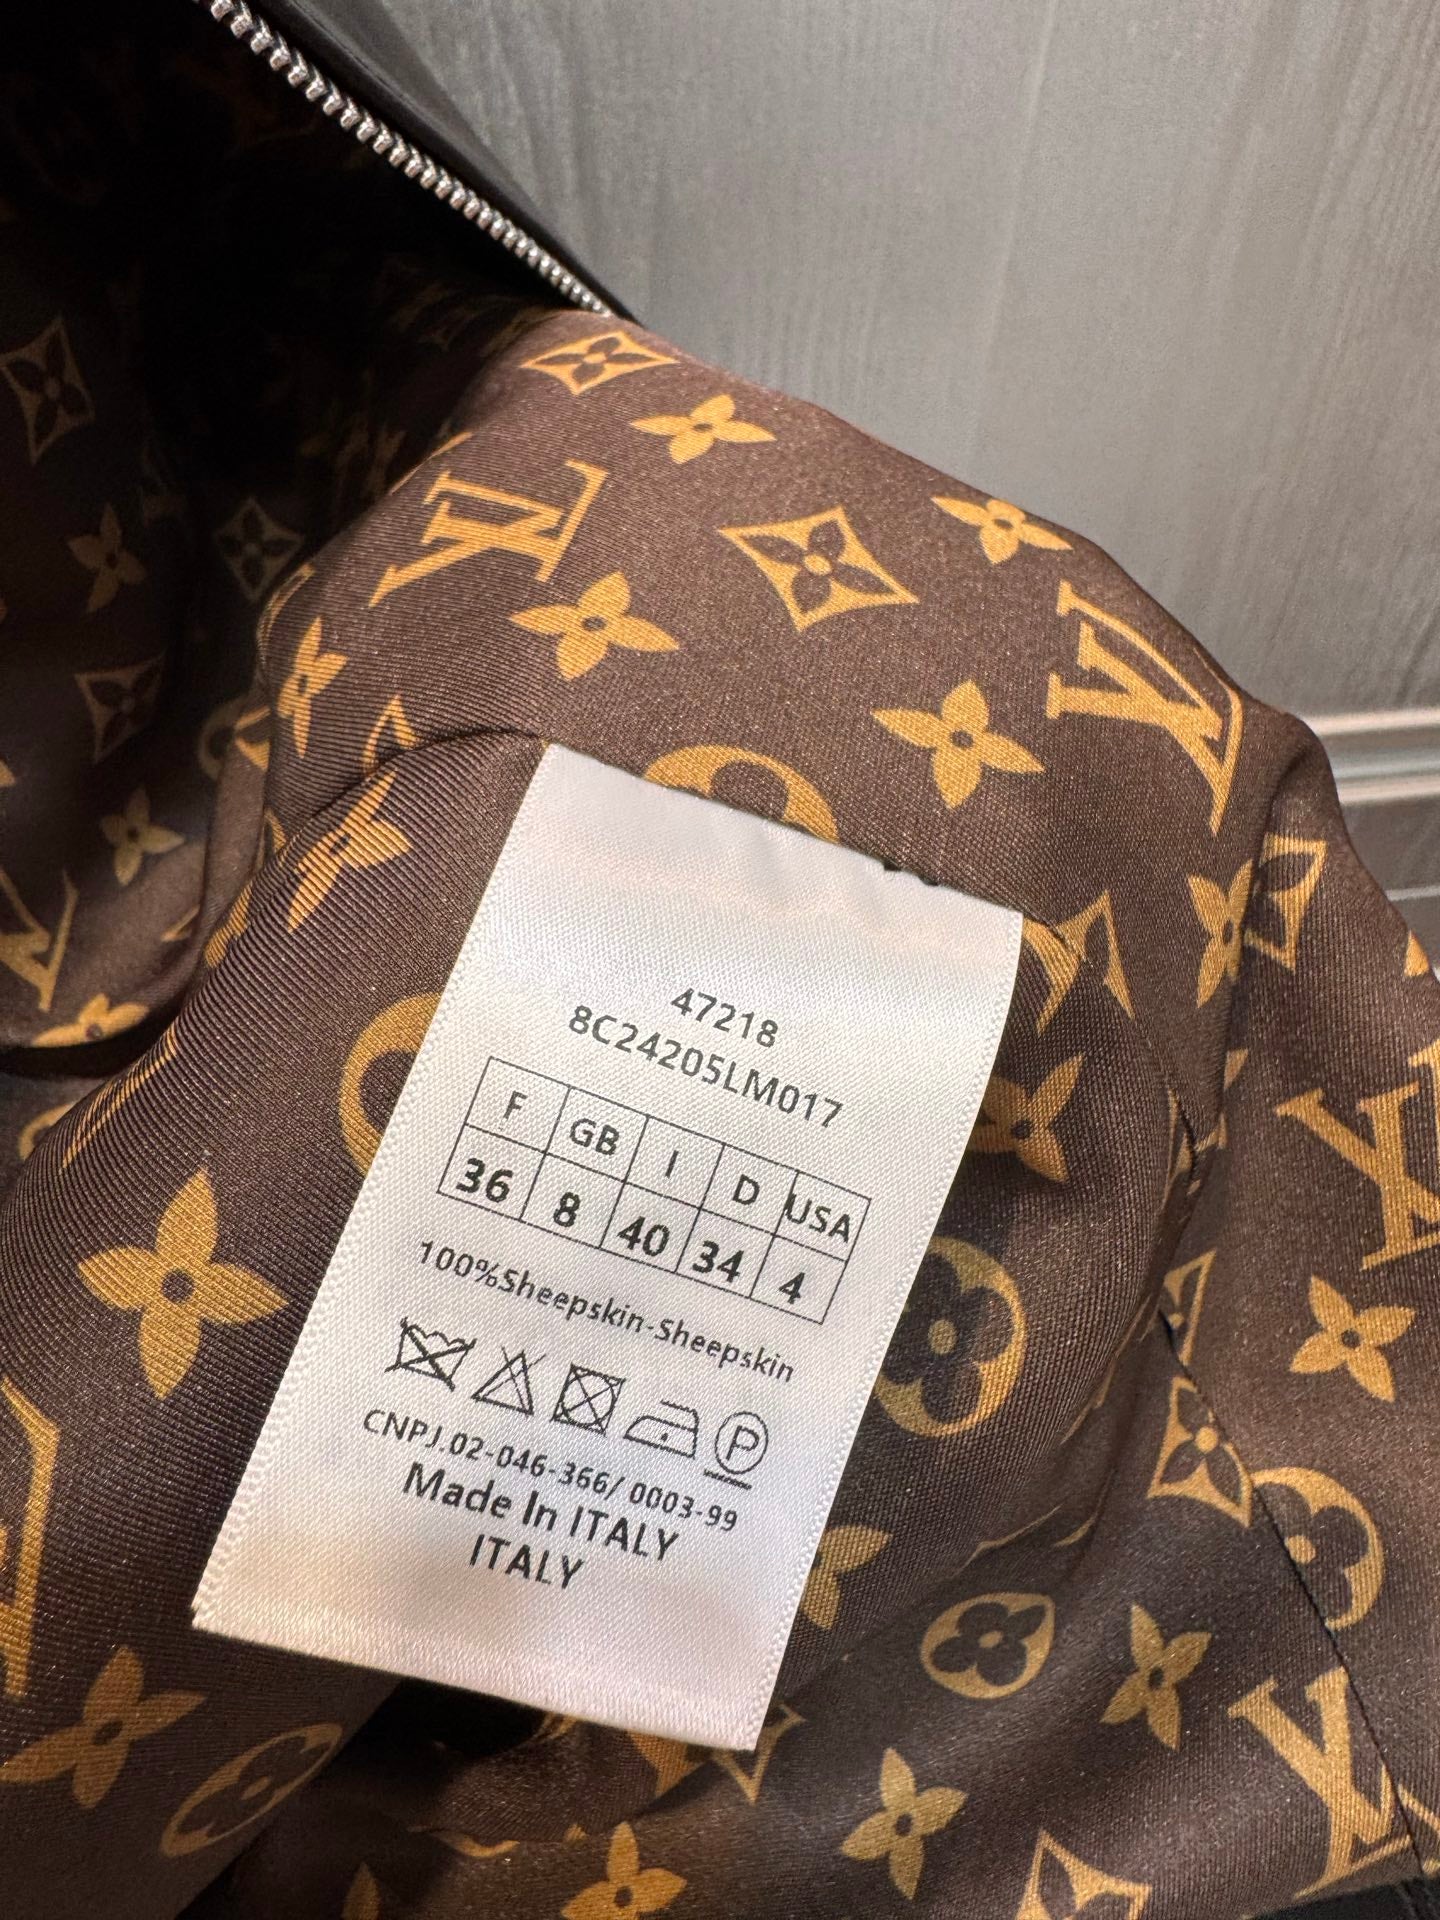 47218
8C24205LM017
F GB I D USA
36 8 40 34 4
100%Sheepskin-Sheepskin
P
CNPJ.02-046-366/ 0003-99
Made In ITALY
ITALY